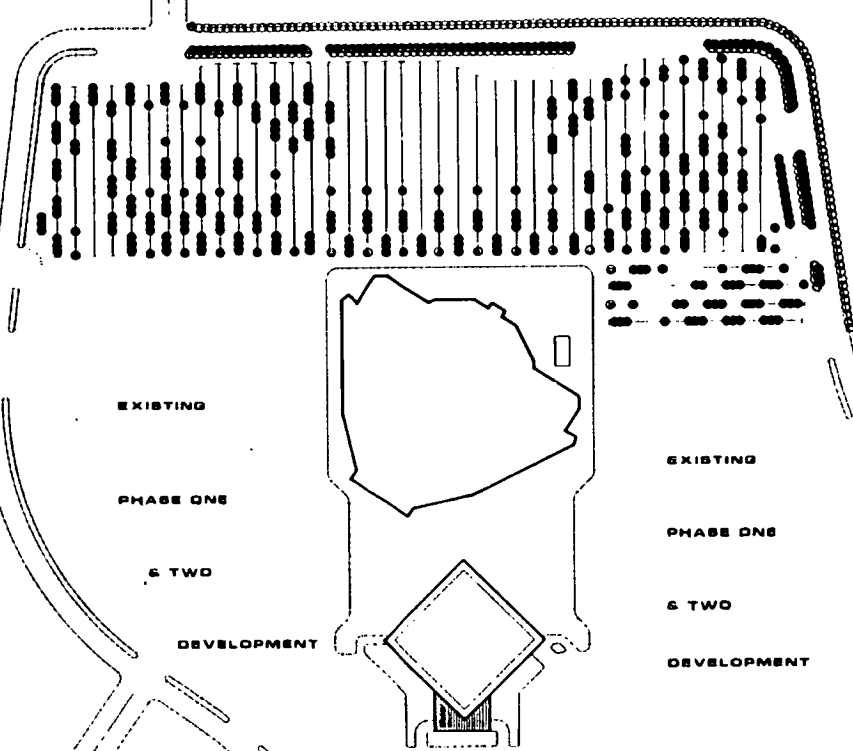 EXISTING
PHASE ONE
& TWO
DEVELOPMENT
EXISTING
PHASE ONE
& TWO
DEVELOPMENT